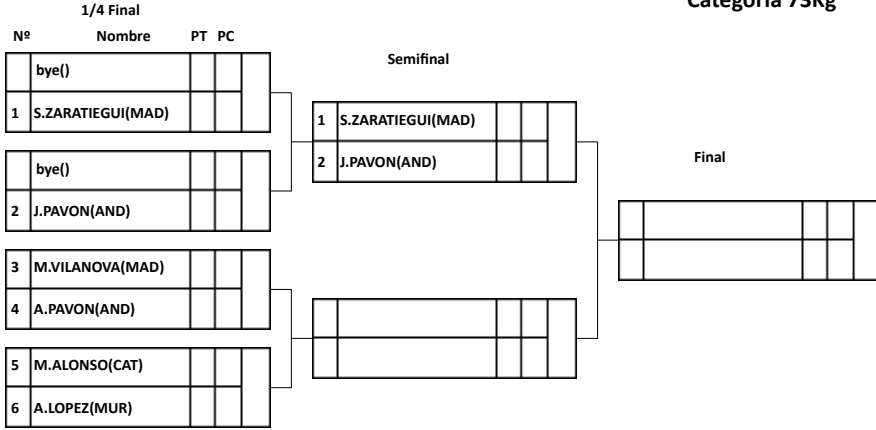 Categoría 73Kg
1/4 Final
Nº Nombre PT PC
bye()
1 S.ZARATIEGUI(MAD)
bye()
2 J.PAVON(AND)
3 M.VILANOVA(MAD)
4 A.PAVON(AND)
5 M.ALONSO(CAT)
6 A.LOPEZ(MUR)
Semifinal
1 S.ZARATIEGUI(MAD)
2 J.PAVON(AND)
Final